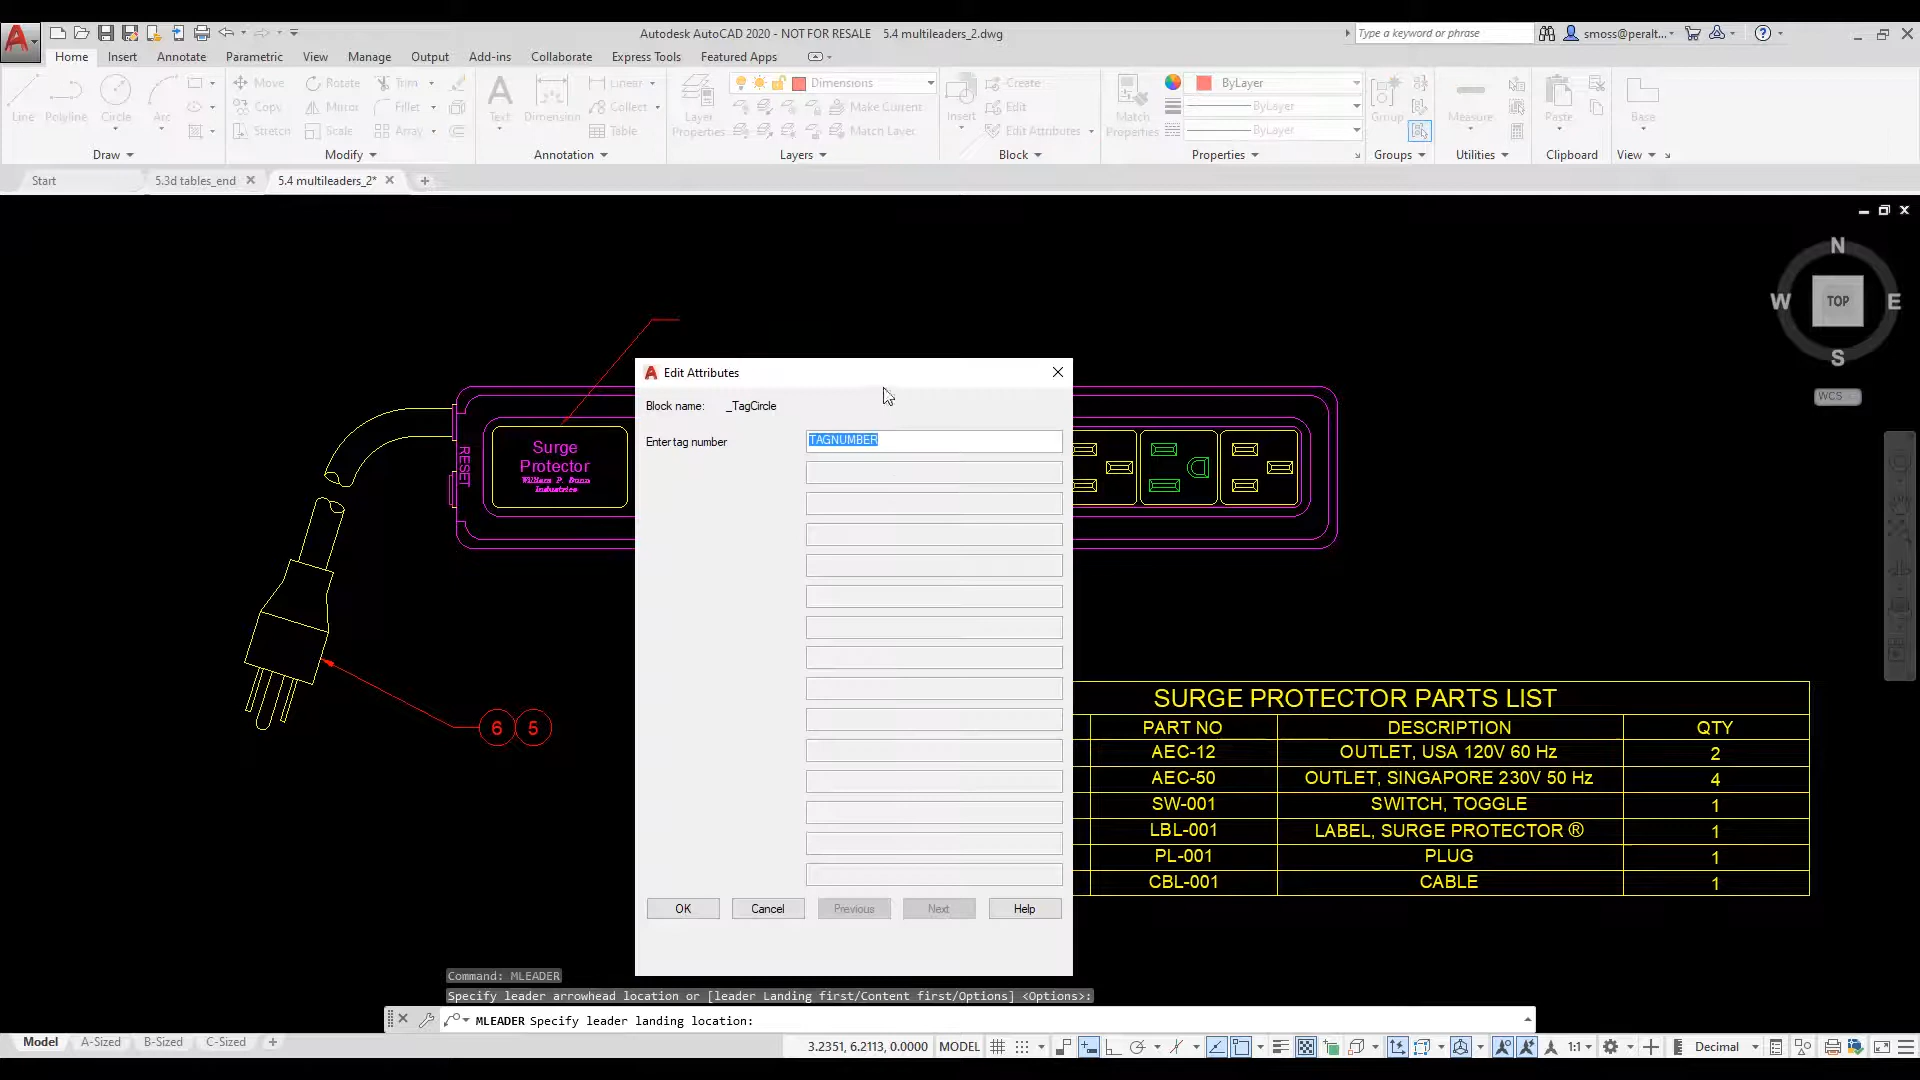 Autodesk AutoCAD 2020 - NOT FOR RESALE 5.4 multileaders_2.dwg
Type a keyword or phrase
smoss@peralt...
Home Insert Annotate Parametric View Manage Output Add-ins Collaborate Express Tools Featured Apps
Line Polyline Circle Arc
Move Rotate Trim
Copy Mirror Fillet
Stretch Scale Array
Text Dimension
Linear
Collect
Table
Layer Properties
Dimensions
Make Current
Match Layer
Insert
Create
Edit
Edit Attributes
Match Properties
ByLayer
ByLayer
ByLayer
Group
Measure
Paste
Base
Draw Modify Annotation Layers Block Properties Groups Utilities Clipboard View
Start 5.3d tables_end 5.4 multileaders_2*
N
W TOP E
S
WCS
Edit Attributes
Block name: _TagCircle
Enter tag number TAGNUMBER
OK Cancel Previous Next Help
RESET
Surge
Protector
William P. Dunn
Industries
6 5
SURGE PROTECTOR PARTS LIST
PART NO DESCRIPTION QTY
AEC-12 OUTLET, USA 120V 60 Hz 2
AEC-50 OUTLET, SINGAPORE 230V 50 Hz 4
SW-001 SWITCH, TOGGLE 1
LBL-001 LABEL, SURGE PROTECTOR ® 1
PL-001 PLUG 1
CBL-001 CABLE 1
Command: MLEADER
Specify leader arrowhead location or [leader Landing first/Content first/Options] <Options>:
MLEADER Specify leader landing location:
Model A-Sized B-Sized C-Sized
3.2351, 6.2113, 0.0000 MODEL 1:1 Decimal